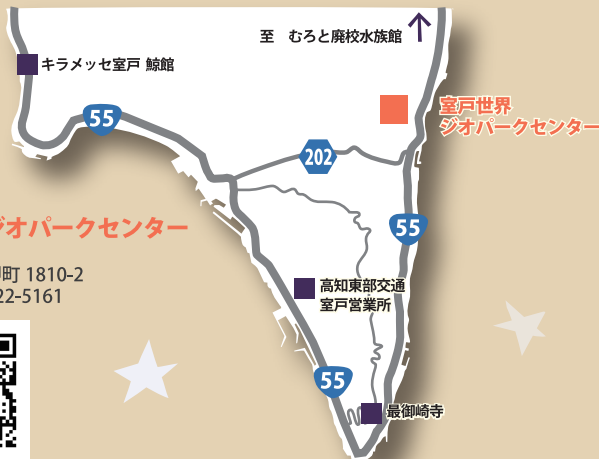 至　むろと廃校水族館
キラメッセ室戸 鯨館
室戸世界
ジオパークセンター
55
202
ジオパークセンター
55
町 1810-2
22-5161
高知東部交通
室戸営業所
55
最御崎寺